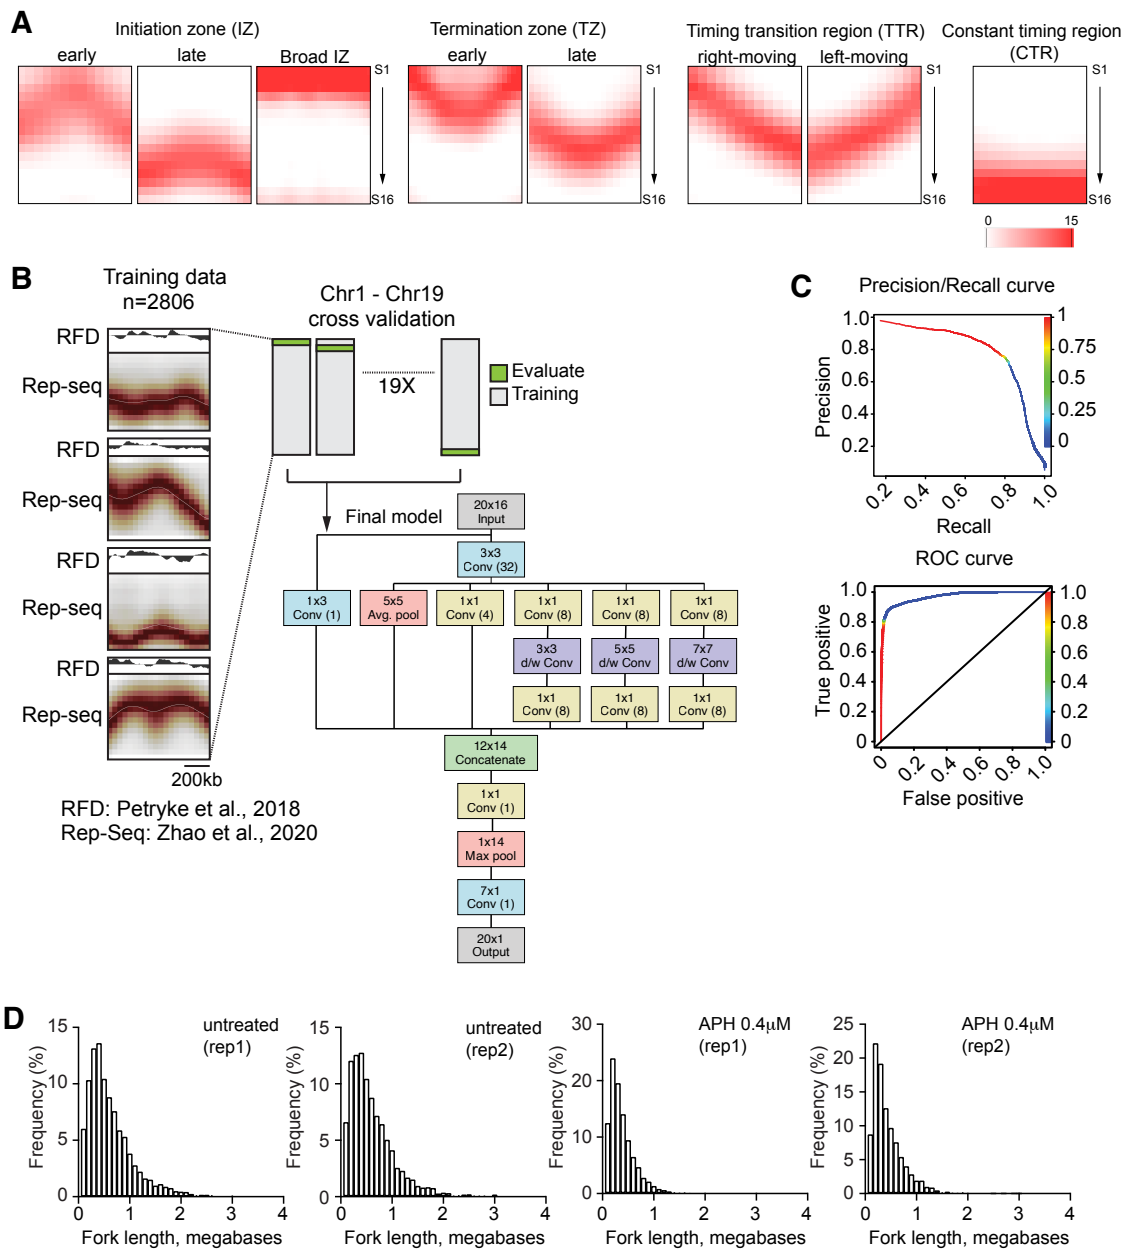 A
Initiation zone (IZ)
early
late
Broad IZ
S1
S16
Termination zone (TZ)
early
late
S1
S16
Timing transition region (TTR)
right-moving
left-moving
S1
S16
Constant timing region
(CTR)
S1
S16
0
15
B
Training data
n=2806
RFD
Rep-seq
RFD
Rep-seq
RFD
Rep-seq
RFD
Rep-seq
200kb
RFD: Petryke et al., 2018
Rep-Seq: Zhao et al., 2020
Chr1 - Chr19
cross validation
19X
Evaluate
Training
Final model
20x16
Input
3x3
Conv (32)
1x3
Conv (1)
5x5
Avg. pool
1x1
Conv (4)
1x1
Conv (8)
1x1
Conv (8)
1x1
Conv (8)
3x3
d/w Conv
5x5
d/w Conv
7x7
d/w Conv
1x1
Conv (8)
1x1
Conv (8)
1x1
Conv (8)
12x14
Concatenate
1x1
Conv (1)
1x14
Max pool
7x1
Conv (1)
20x1
Output
C
Precision/Recall curve
Precision
1.0
0.8
0.6
0.4
0.2
0.2
0.4
0.6
0.8
1.0
Recall
1
0.75
0.5
0.25
0
ROC curve
True positive
1.0
0.8
0.6
0.4
0.2
0
0
0.2
0.4
0.6
0.8
1.0
False positive
1.0
0.8
0.6
0.4
0.2
0
D
untreated
(rep1)
Frequency (%)
15
10
5
0
0
1
2
3
4
Fork length, megabases
untreated
(rep2)
Frequency (%)
15
10
5
0
0
1
2
3
4
Fork length, megabases
APH 0.4μM
(rep1)
Frequency (%)
30
20
10
0
0
1
2
3
4
Fork length, megabases
APH 0.4μM
(rep2)
Frequency (%)
25
20
15
10
5
0
0
1
2
3
4
Fork length, megabases